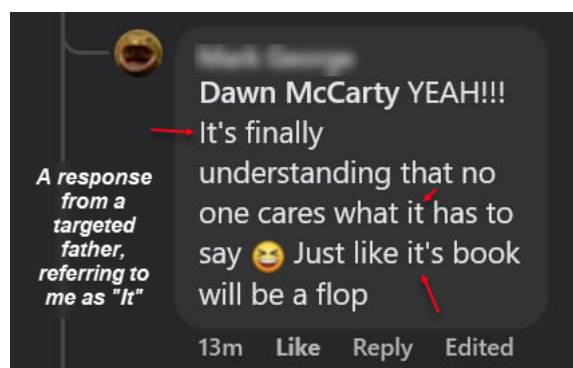 Dawn McCarty YEAH!!!
It's finally
understanding that no
one cares what it has to
say 😆 Just like it's book
will be a flop
13m Like Reply Edited
A response
from a
targeted
father,
referring to
me as "It"